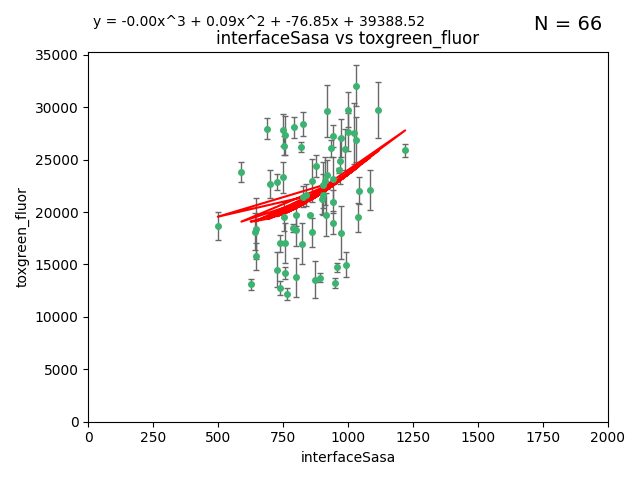 y = -0.00x^3 + 0.09x^2 + -76.85x + 39388.52
N = 66
interfaceSasa vs toxgreen_fluor
35000
30000
25000
20000
15000
10000
5000
0
toxgreen_fluor
0 250 500 750 1000 1250 1500 1750 2000
interfaceSasa